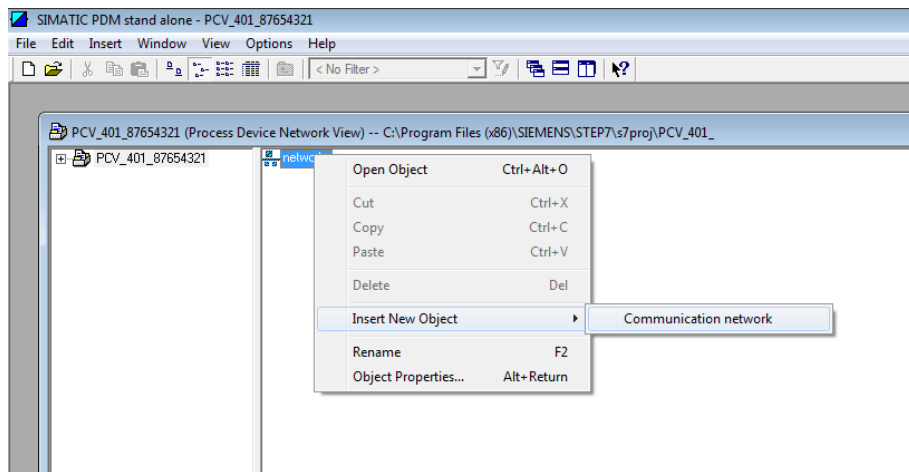 SIMATIC PDM stand alone - PCV_401_87654321
File Edit Insert Window View Options Help
< No Filter >
PCV_401_87654321 (Process Device Network View) -- C:\Program Files (x86)\SIEMENS\STEP7\s7proj\PCV_401_
PCV_401_87654321
Open Object Ctrl+Alt+O
Cut Ctrl+X
Copy Ctrl+C
Paste Ctrl+V
Delete Del
Insert New Object Communication network
Rename F2
Object Properties... Alt+Return